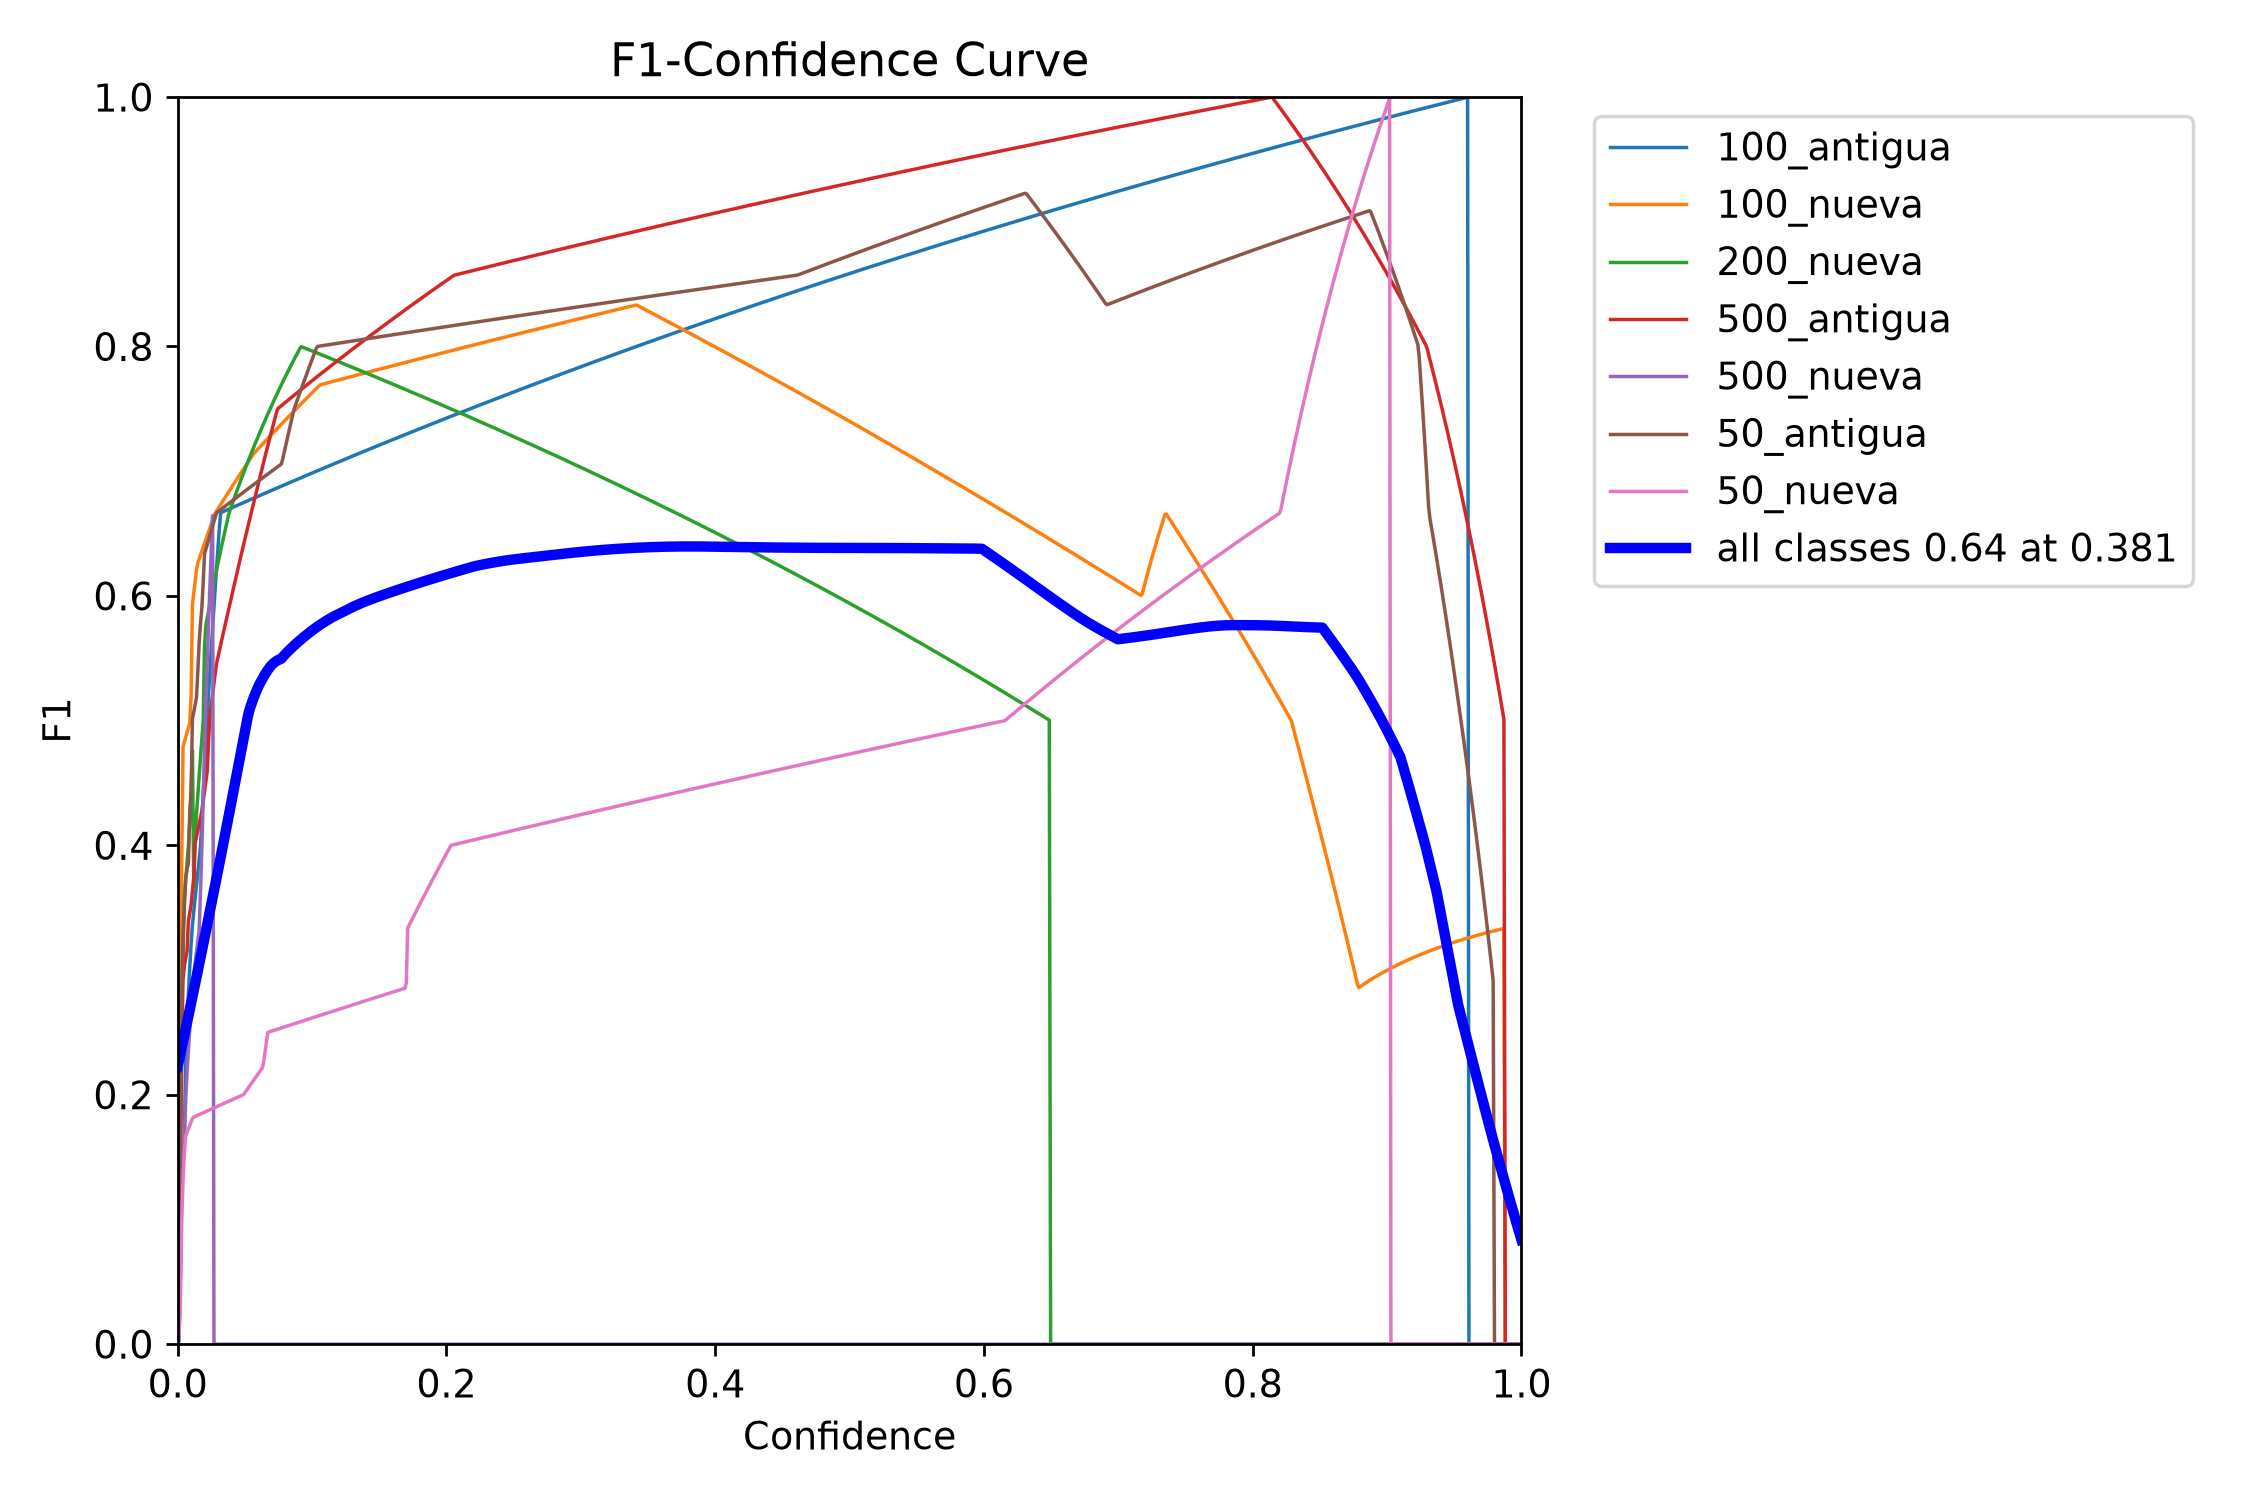 F1-Confidence Curve
1.0
0.8
0.6
0.4
0.2
0.0
F1
0.0 0.2 0.4 0.6 0.8 1.0
Confidence
100_antigua
100_nueva
200_nueva
500_antigua
500_nueva
50_antigua
50_nueva
all classes 0.64 at 0.381